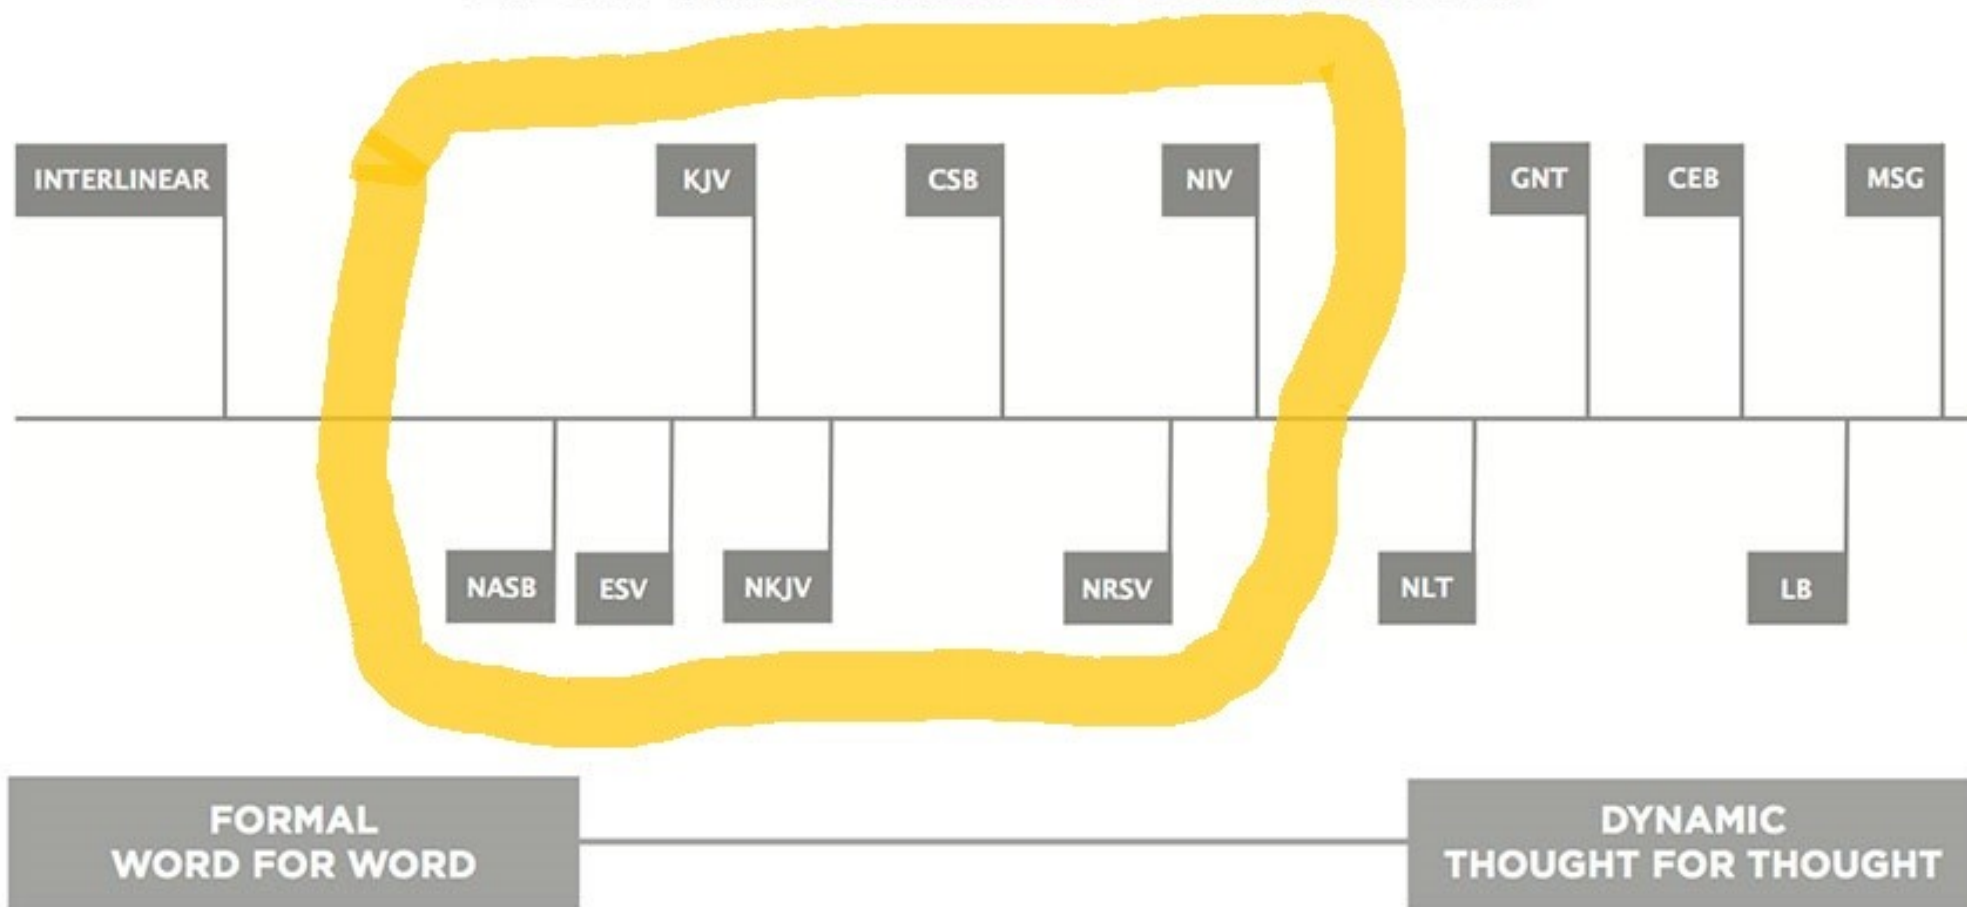 INTERLINEAR KJV CSB NIV GNT CEB MSG
NASB ESV NKJV NRSV NLT LB
FORMAL
WORD FOR WORD
DYNAMIC
THOUGHT FOR THOUGHT